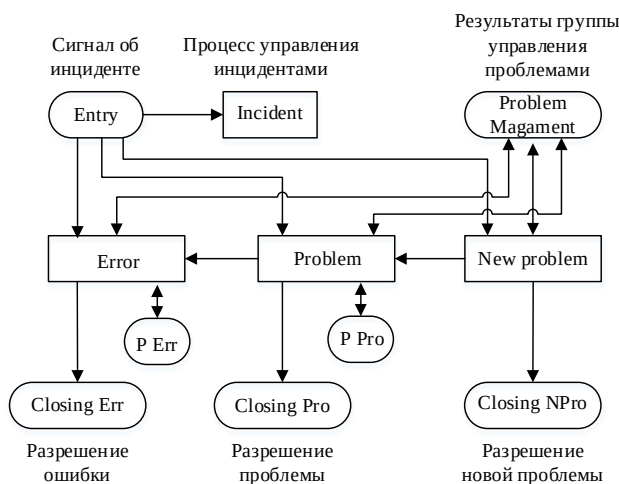 Результаты группы
управления
проблемами
Сигнал об
инциденте
Процесс управления
инцидентами
Entry
Incident
Problem
Magament
Error
Problem
New problem
P Err
P Pro
Closing Err
Closing Pro
Closing NPro
Разрешение
ошибки
Разрешение
проблемы
Разрешение
новой проблемы